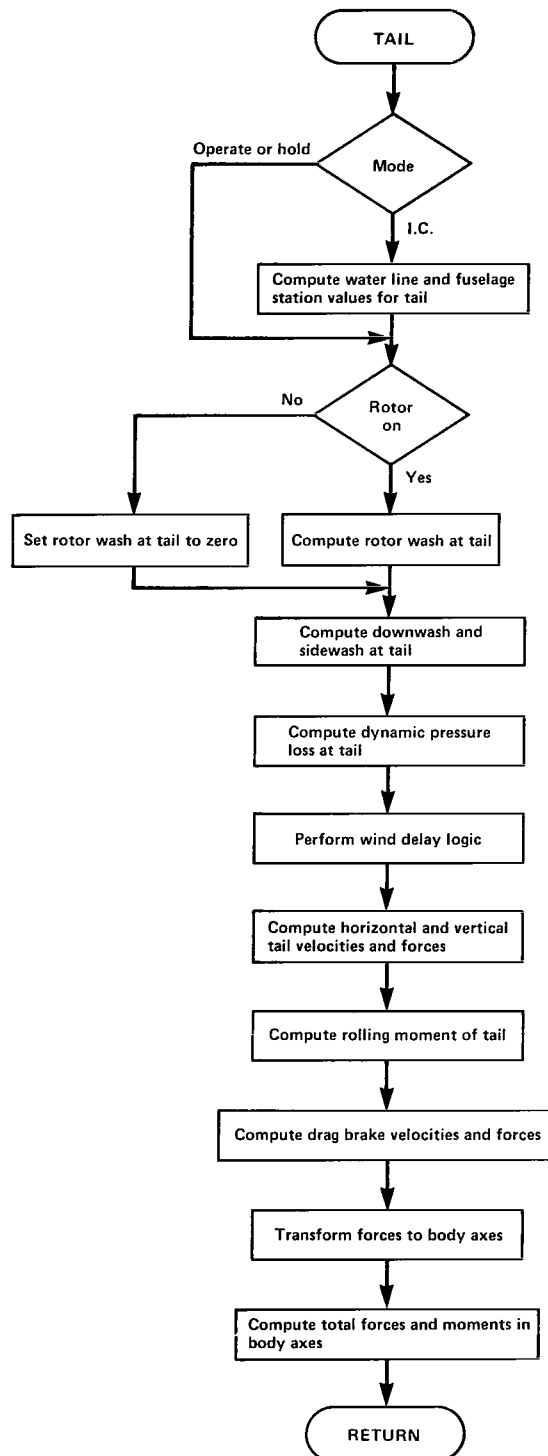 TAIL
Operate or hold
Mode
I.C.
Compute water line and fuselage
station values for tail
No
Rotor
on
Yes
Set rotor wash at tail to zero
Compute rotor wash at tail
Compute downwash and
sidewash at tail
Compute dynamic pressure
loss at tail
Perform wind delay logic
Compute horizontal and vertical
tail velocities and forces
Compute rolling moment of tail
Compute drag brake velocities and forces
Transform forces to body axes
Compute total forces and moments in
body axes
RETURN